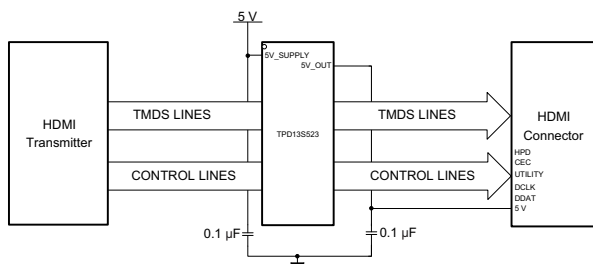 5 V
5V_SUPPLY
5V_OUT
HDMI
Transmitter
TMDS LINES
TPD13S523
TMDS LINES
HDMI
Connector
CONTROL LINES
CONTROL LINES
HPD
CEC
UTILITY
DCLK
DDAT
5 V
0.1 µF
0.1 µF